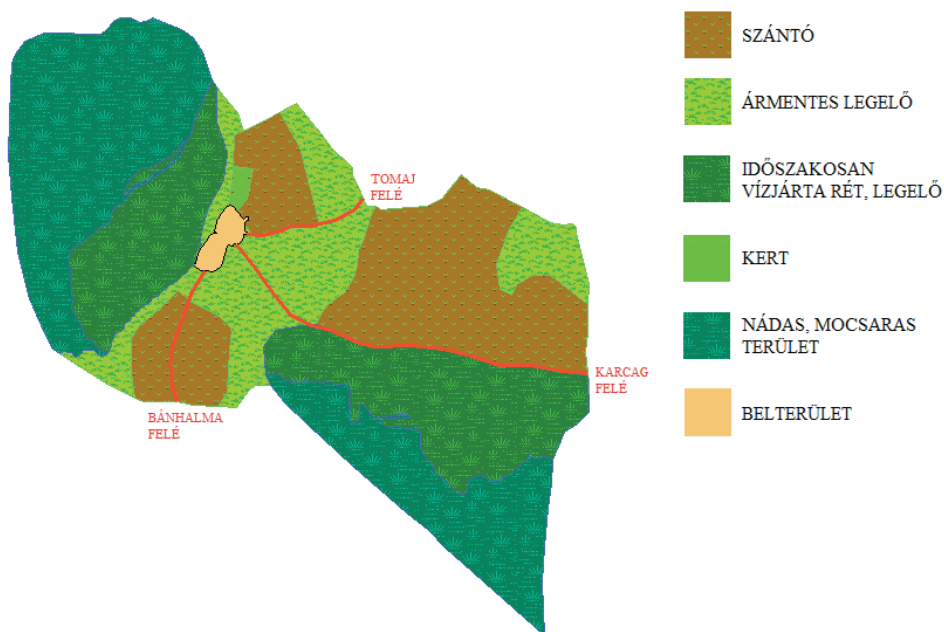 SZÁNTÓ
ÁRMENTES LEGELŐ
IDŐSZAKOSAN
VÍZJÁRTA RÉT, LEGELŐ
KERT
NÁDAS, MOCSARAS
TERÜLET
BELTERÜLET
TOMAJ
FELÉ
KARCAG
FELÉ
BÁNHALMA
FELÉ